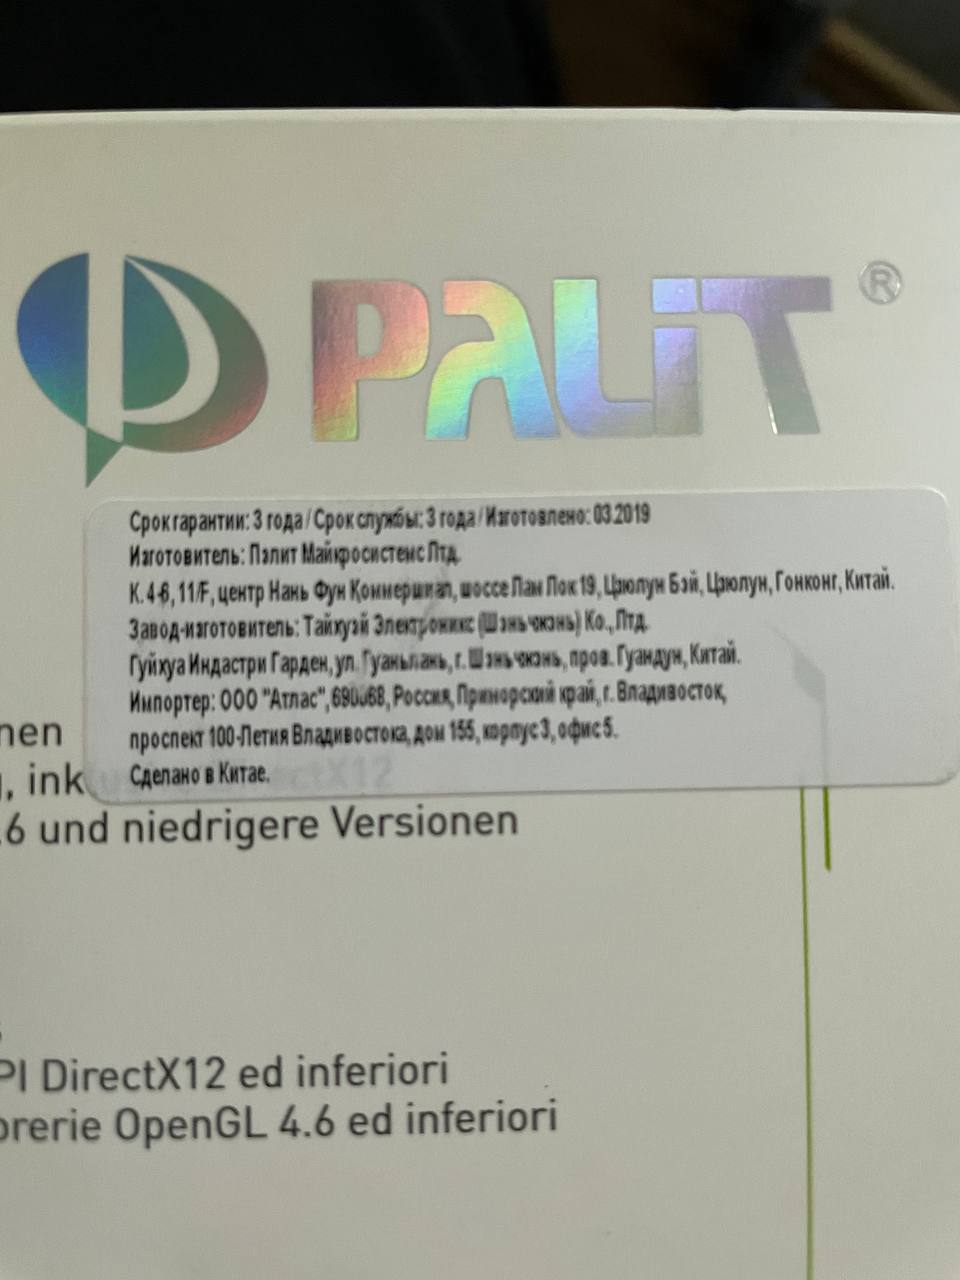 PALiT ®
Срок гарантии: 3 года / Срок службы: 3 года / Изготовлено: 03.2019
Изготовитель: Пэлит Майкросистемс Лтд.
К. 4-6, 11/F, центр Нань Фун Коммершиал, шоссе Лам Лок 19, Цзюлун Бэй, Цзюлун, Гонконг, Китай.
Завод-изготовитель: Тайхуэй Электроникс (Шэньчжэнь) Ко., Лтд.
Гуйхуа Индастри Гарден, ул. Гуаньлань, г. Шэньчжэнь, пров. Гуандун, Китай.
Импортер: ООО "Атлас", 690068, Россия, Приморский край, г. Владивосток,
проспект 100-Летия Владивостока, дом 155, корпус 3, офис 5.
Сделано в Китае.
nen
, ink
.6 und niedrigere Versionen
PI DirectX12 ed inferiori
orerie OpenGL 4.6 ed inferiori